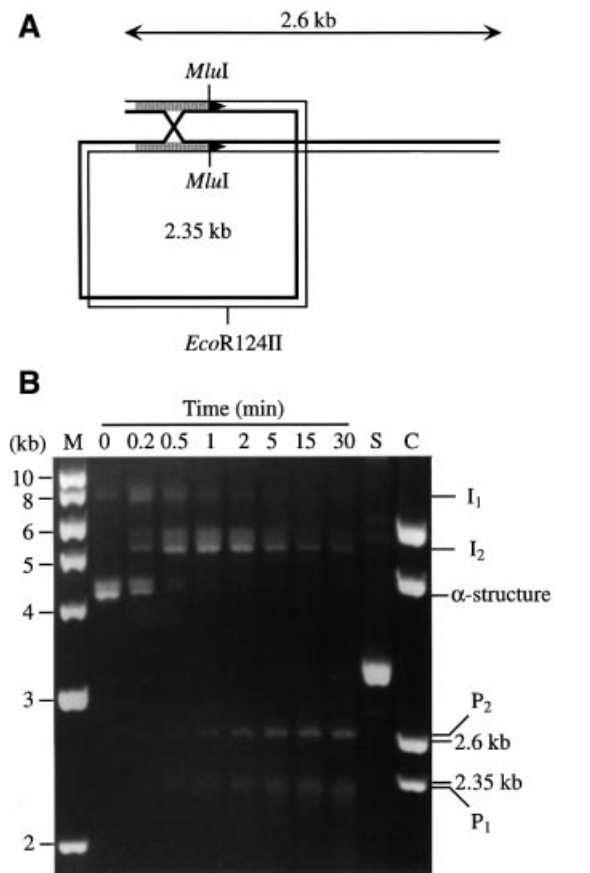 A
2.6 kb
MluI
MluI
2.35 kb
EcoR124II
B
Time (min)
(kb) M 0 0.2 0.5 1 2 5 15 30 S C
10
8
6
5
4
3
2
I₁
I₂
α-structure
P₂
2.6 kb
2.35 kb
P₁